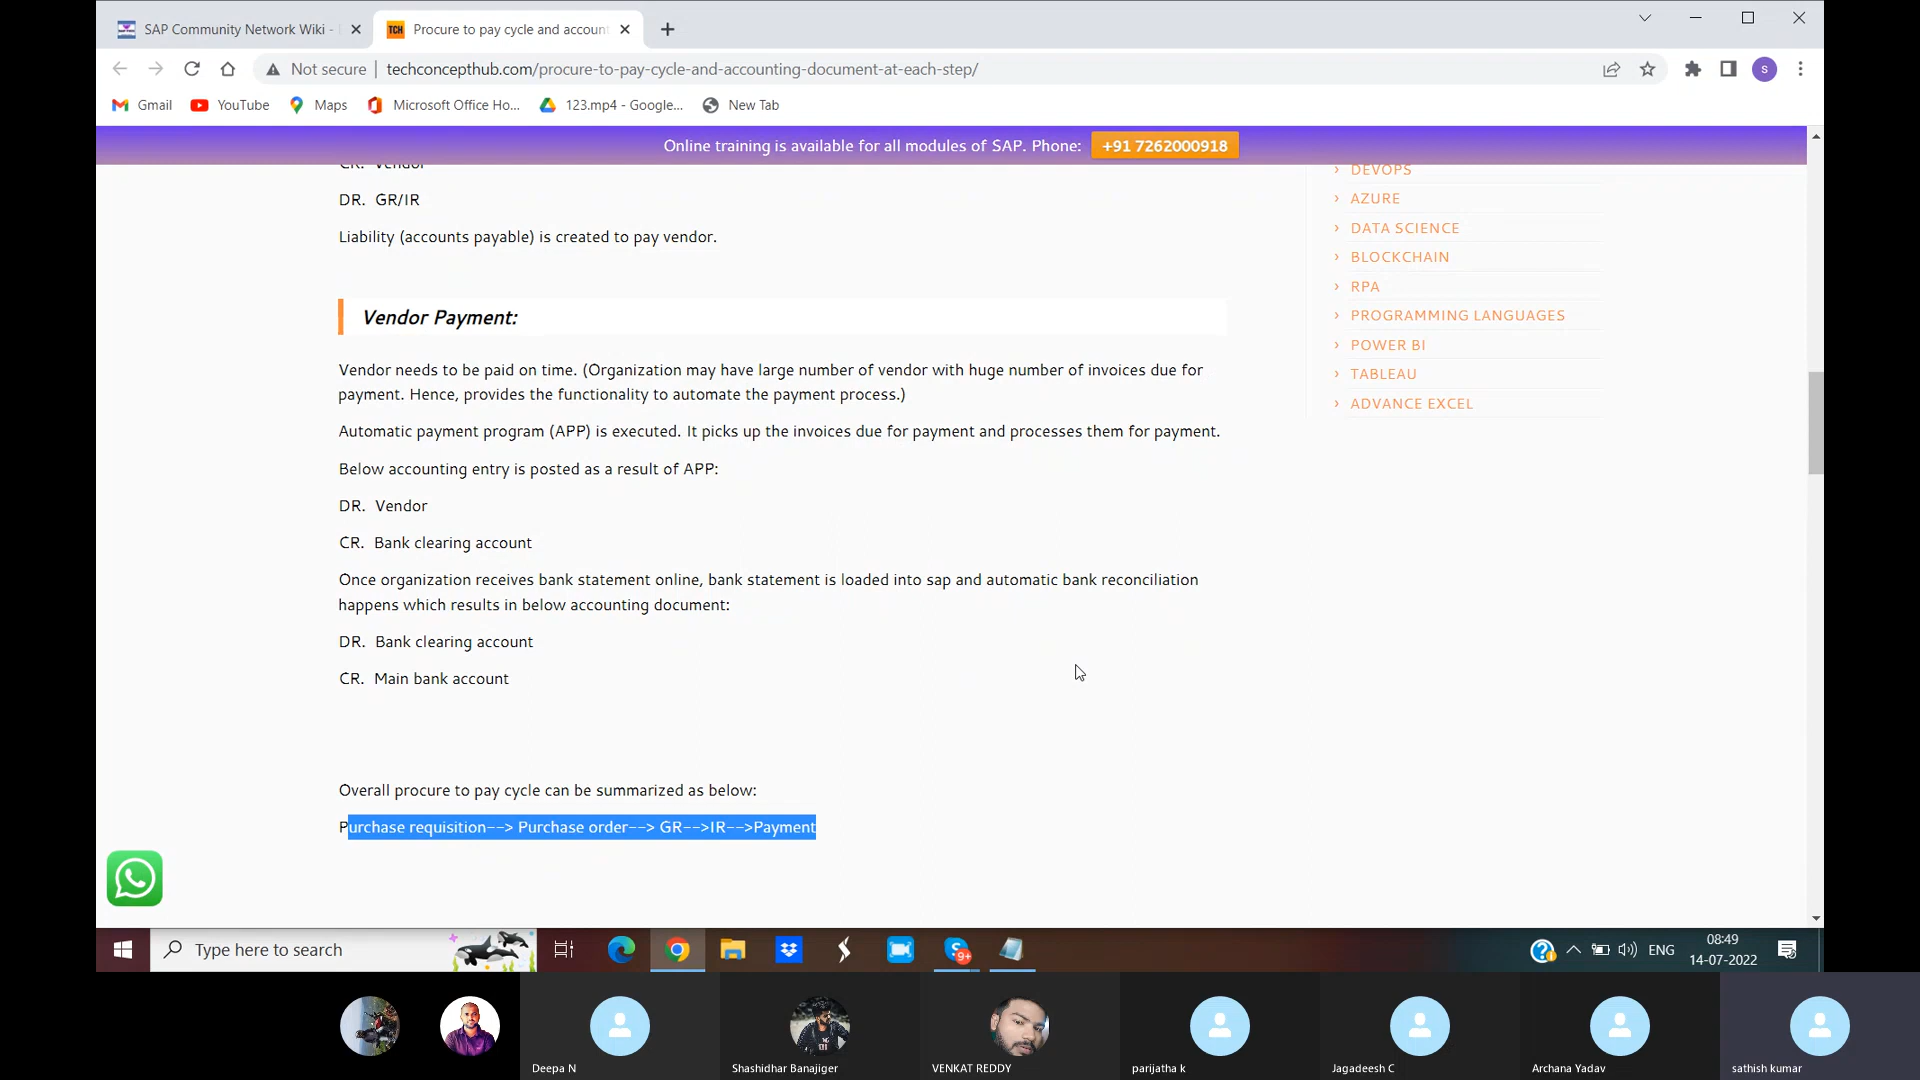 SAP Community Network Wiki -
TCH Procure to pay cycle and account
Not secure
techconcepthub.com/procure-to-pay-cycle-and-accounting-document-at-each-step/
s
Gmail
YouTube
Maps
Microsoft Office Ho...
123.mp4 - Google...
New Tab
Online training is available for all modules of SAP. Phone: +91 7262000918
CR. Vendor
DR. GR/IR
Liability (accounts payable) is created to pay vendor.
Vendor Payment:
Vendor needs to be paid on time. (Organization may have large number of vendor with huge number of invoices due for
payment. Hence, provides the functionality to automate the payment process.)
Automatic payment program (APP) is executed. It picks up the invoices due for payment and processes them for payment.
Below accounting entry is posted as a result of APP:
DR. Vendor
CR. Bank clearing account
Once organization receives bank statement online, bank statement is loaded into sap and automatic bank reconciliation
happens which results in below accounting document:
DR. Bank clearing account
CR. Main bank account
Overall procure to pay cycle can be summarized as below:
Purchase requisition--> Purchase order--> GR-->IR-->Payment
DEVOPS
AZURE
DATA SCIENCE
BLOCKCHAIN
RPA
PROGRAMMING LANGUAGES
POWER BI
TABLEAU
ADVANCE EXCEL
Type here to search
9+
ENG
08:49
14-07-2022
Deepa N
Shashidhar Banajiger
VENKAT REDDY
parijatha k
Jagadeesh C
Archana Yadav
sathish kumar